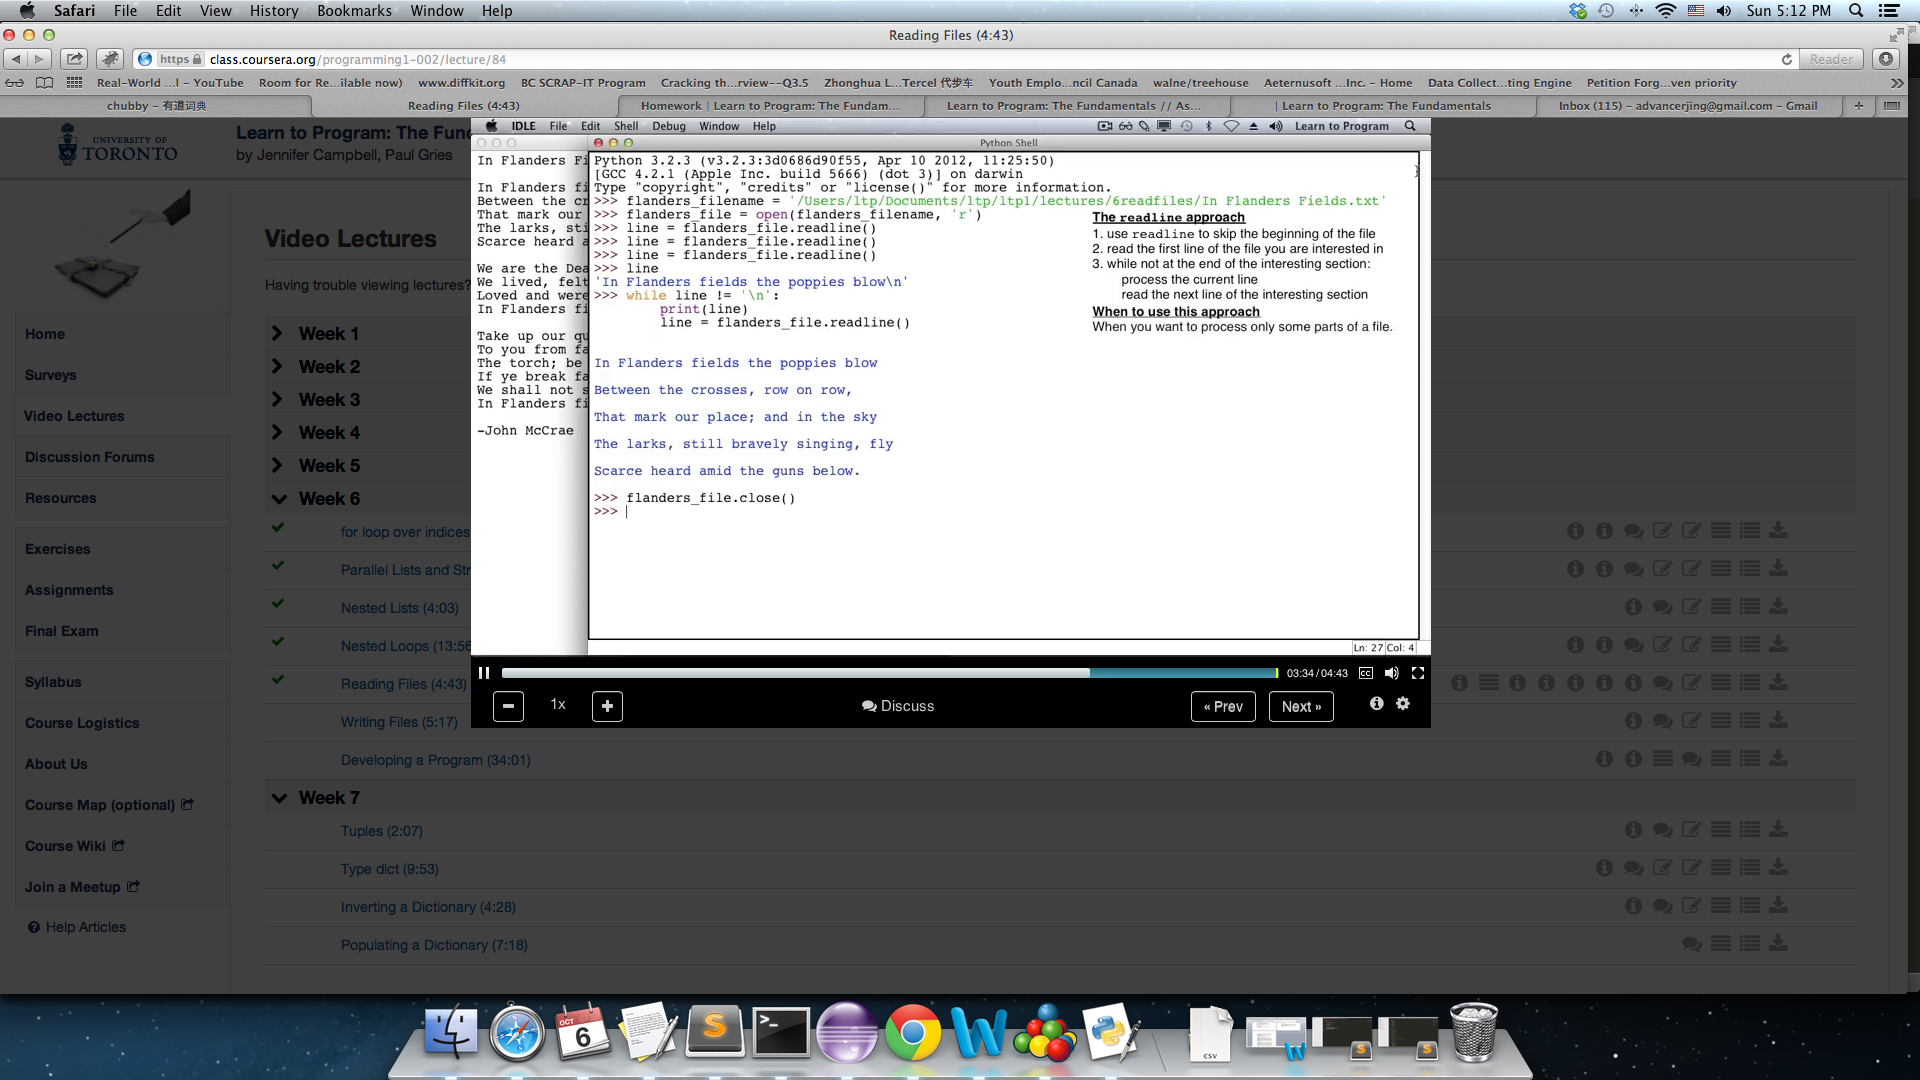 Safari File Edit View History Bookmarks Window Help
Sun 5:12 PM
Reading Files (4:43)
https class.coursera.org/programming1-002/lecture/84
Reader
Real-World ...l - YouTube Room for Re...ilable now) www.diffkit.org BC SCRAP-IT Program Cracking th...rview--Q3.5 Zhonghua L...Tercel 代步车 Youth Emplo...ncil Canada walne/treehouse Aeternusoft ...Inc. - Home Data Collect...ting Engine Petition Forg...ven priority
chubby - 有道词典 Reading Files (4:43) Homework | Learn to Program: The Fundam... Learn to Program: The Fundamentals // As... | Learn to Program: The Fundamentals Inbox (115) - advancerjing@gmail.com - Gmail
UNIVERSITY OF
TORONTO
Learn to Program: The Fun
by Jennifer Campbell, Paul Gries
Video Lectures
Having trouble viewing lectures?
Home
Surveys
Video Lectures
Discussion Forums
Resources
Exercises
Assignments
Final Exam
Syllabus
Course Logistics
About Us
Course Map (optional)
Course Wiki
Join a Meetup
Help Articles
Week 1
Week 2
Week 3
Week 4
Week 5
Week 6
for loop over indices
Parallel Lists and Str
Nested Lists (4:03)
Nested Loops (13:56
Reading Files (4:43)
Writing Files (5:17)
Developing a Program (34:01)
Week 7
Tuples (2:07)
Type dict (9:53)
Inverting a Dictionary (4:28)
Populating a Dictionary (7:18)
IDLE File Edit Shell Debug Window Help
Learn to Program
Python Shell
In Flanders Fi
In Flanders fi
Between the cr
That mark our
The larks, sti
Scarce heard a
We are the Dea
We lived, felt
Loved and were
In Flanders fi
Take up our qu
To you from fa
The torch; be
If ye break fa
We shall not s
In Flanders fi
-John McCrae
Python 3.2.3 (v3.2.3:3d0686d90f55, Apr 10 2012, 11:25:50)
[GCC 4.2.1 (Apple Inc. build 5666) (dot 3)] on darwin
Type "copyright", "credits" or "license()" for more information.
>>> flanders_filename = '/Users/ltp/Documents/ltp/ltp1/lectures/6readfiles/In Flanders Fields.txt'
>>> flanders_file = open(flanders_filename, 'r')
>>> line = flanders_file.readline()
>>> line = flanders_file.readline()
>>> line = flanders_file.readline()
>>> line
'In Flanders fields the poppies blow\n'
>>> while line != '\n':
print(line)
line = flanders_file.readline()
In Flanders fields the poppies blow
Between the crosses, row on row,
That mark our place; and in the sky
The larks, still bravely singing, fly
Scarce heard amid the guns below.
>>> flanders_file.close()
>>>
The readline approach
1. use readline to skip the beginning of the file
2. read the first line of the file you are interested in
3. while not at the end of the interesting section:
process the current line
read the next line of the interesting section
When to use this approach
When you want to process only some parts of a file.
Ln: 27 Col: 4
03:34/04:43 CC
1x Discuss « Prev Next »
OCT
6
csv